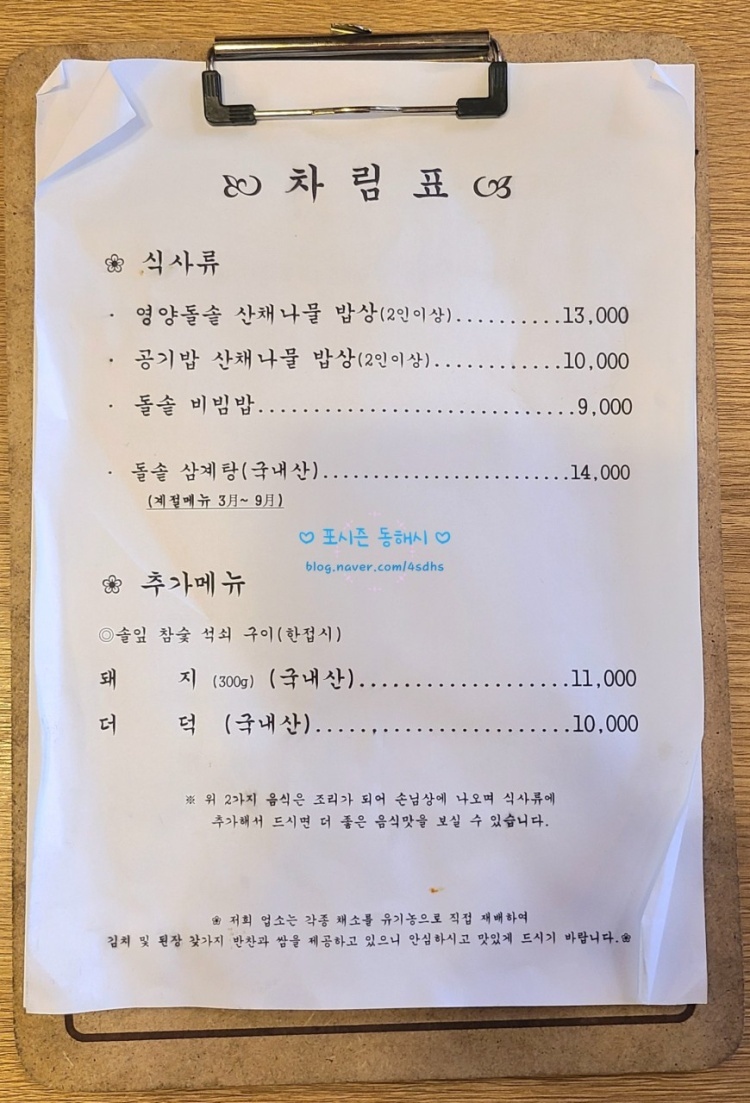 차 림 표
❀ 식사류
· 영양돌솥 산채나물 밥상(2인이상)..........13,000
· 공기밥 산채나물 밥상(2인이상)............10,000
· 돌솥 비빔밥..............................9,000
· 돌솥 삼계탕(국내산).......................14,000
(계절메뉴 3月~ 9月)
♡ 포시즌 동해시 ♡
blog.naver.com/4sdhs
❀ 추가메뉴
◎솔잎 참숯 석쇠 구이(한접시)
돼 지 (300g) (국내산)....................11,000
더 덕 (국내산)........................10,000
※ 위 2가지 음식은 조리가 되어 손님상에 나오며 식사류에
추가해서 드시면 더 좋은 음식맛을 보실 수 있습니다.
❀ 저희 업소는 각종 채소를 유기농으로 직접 재배하여
김치 및 된장 갖가지 반찬과 쌈을 제공하고 있으니 안심하시고 맛있게 드시기 바랍니다.❀